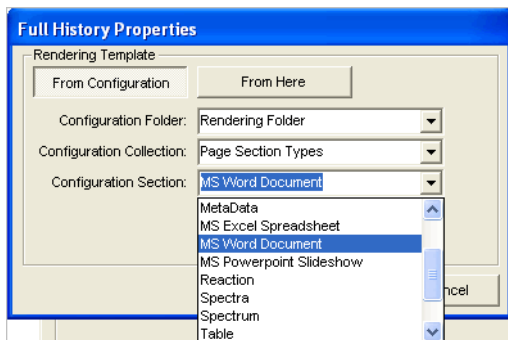 Full History Properties
Rendering Template
From Configuration From Here
Configuration Folder: Rendering Folder
Configuration Collection: Page Section Types
Configuration Section: MS Word Document
MetaData
MS Excel Spreadsheet
MS Word Document
MS Powerpoint Slideshow
Reaction
Spectra
Spectrum
Table